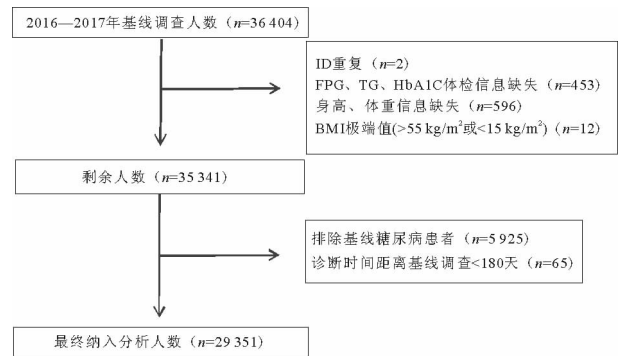 2016—2017年基线调查人数（n=36 404）
ID重复（n=2）
FPG、TG、HbA1C体检信息缺失（n=453）
身高、体重信息缺失（n=596）
BMI极端值(>55 kg/m²或<15 kg/m²)（n=12）
剩余人数（n=35 341）
排除基线糖尿病患者（n=5 925）
诊断时间距离基线调查<180天（n=65）
最终纳入分析人数（n=29 351）